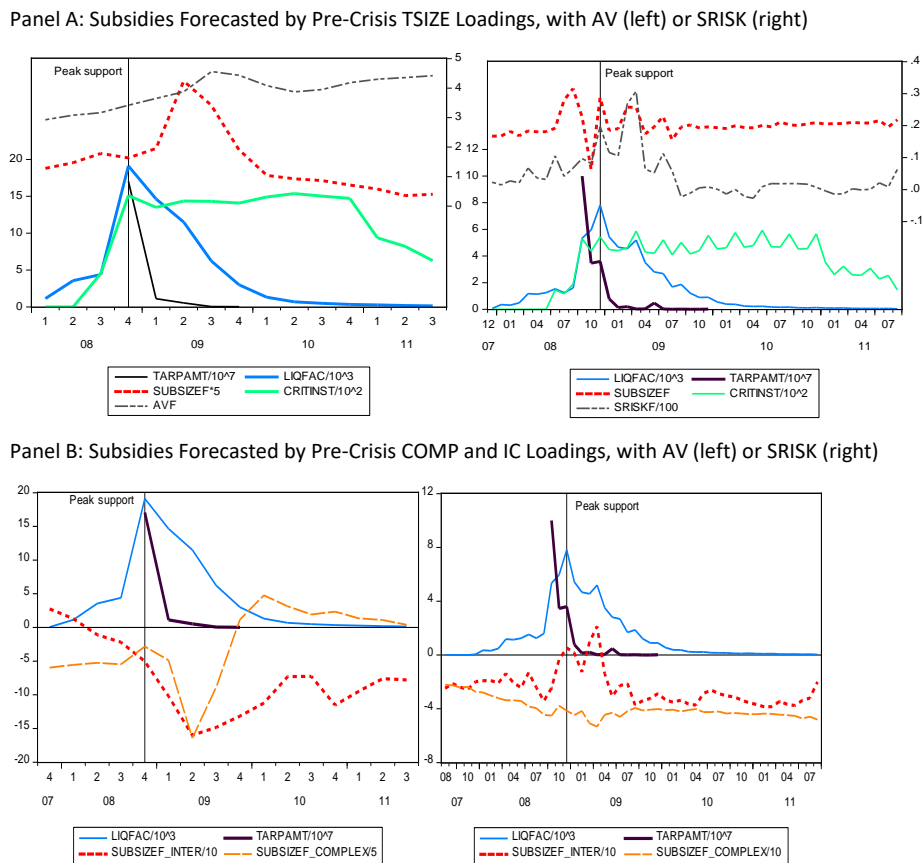 Panel A: Subsidies Forecasted by Pre-Crisis TSIZE Loadings, with AV (left) or SRISK (right)
Peak support
5
4
3
2
1
0
20
15
10
5
0
1 2 3 4 1 2 3 4 1 2 3 4 1 2 3
08 09 10 11
TARPAMT/10^7 LIQFAC/10^3
SUBSIZEF*5 CRITINST/10^2
AVF
Peak support
.4
.3
.2
.1
.0
-.1
12
10
8
6
4
2
0
12 01 04 07 10 01 04 07 10 01 04 07 10 01 04 07
07 08 09 10 11
LIQFAC/10^3 TARPAMT/10^7
SUBSIZEF CRITINST/10^2
SRISKF/100
Panel B: Subsidies Forecasted by Pre-Crisis COMP and IC Loadings, with AV (left) or SRISK (right)
Peak support
20
15
10
5
0
-5
-10
-15
-20
4 1 2 3 4 1 2 3 4 1 2 3 4 1 2 3
07 08 09 10 11
LIQFAC/10^3 TARPAMT/10^7
SUBSIZEF_INTER/10 SUBSIZEF_COMPLEX/5
Peak support
12
8
4
0
-4
-8
08 10 01 04 07 10 01 04 07 10 01 04 07 10 01 04 07
07 08 09 10 11
LIQFAC/10^3 TARPAMT/10^7
SUBSIZEF_INTER/10 SUBSIZEF_COMPLEX/10